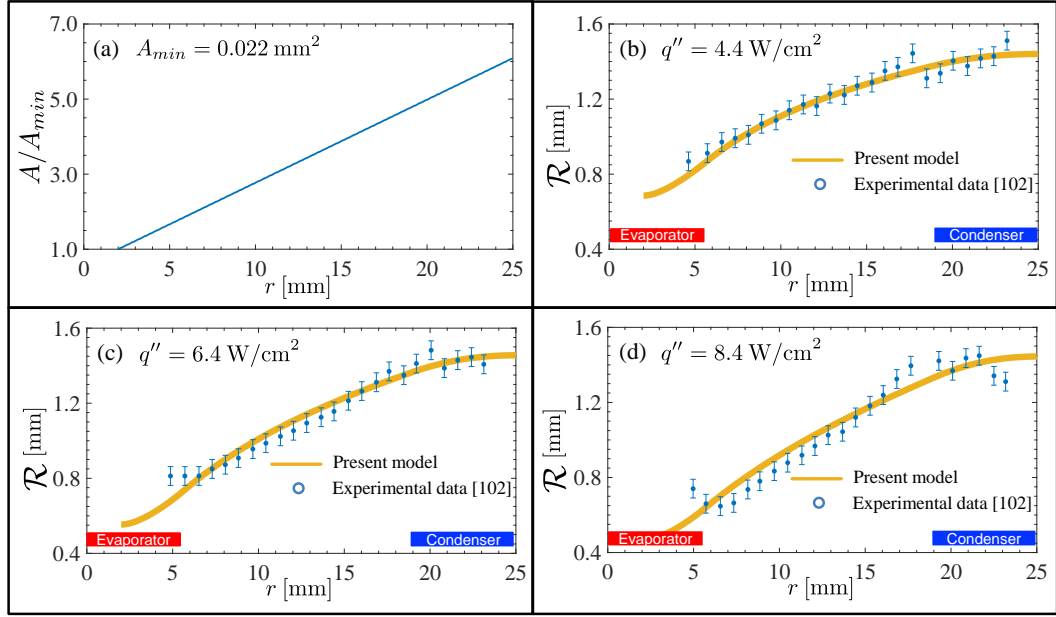 (a) A_min = 0.022 mm²
7.0
5.0
3.0
1.0
A/A_min
0 5 10 15 20 25
r [mm]
(b) q″ = 4.4 W/cm²
1.6
1.2
0.8
0.4
ℛ [mm]
Present model
Experimental data [102]
Evaporator
Condenser
0 5 10 15 20 25
r [mm]
(c) q″ = 6.4 W/cm²
1.6
1.2
0.8
0.4
ℛ [mm]
Present model
Experimental data [102]
Evaporator
Condenser
0 5 10 15 20 25
r [mm]
(d) q″ = 8.4 W/cm²
1.6
1.2
0.8
0.4
ℛ [mm]
Present model
Experimental data [102]
Evaporator
Condenser
0 5 10 15 20 25
r [mm]